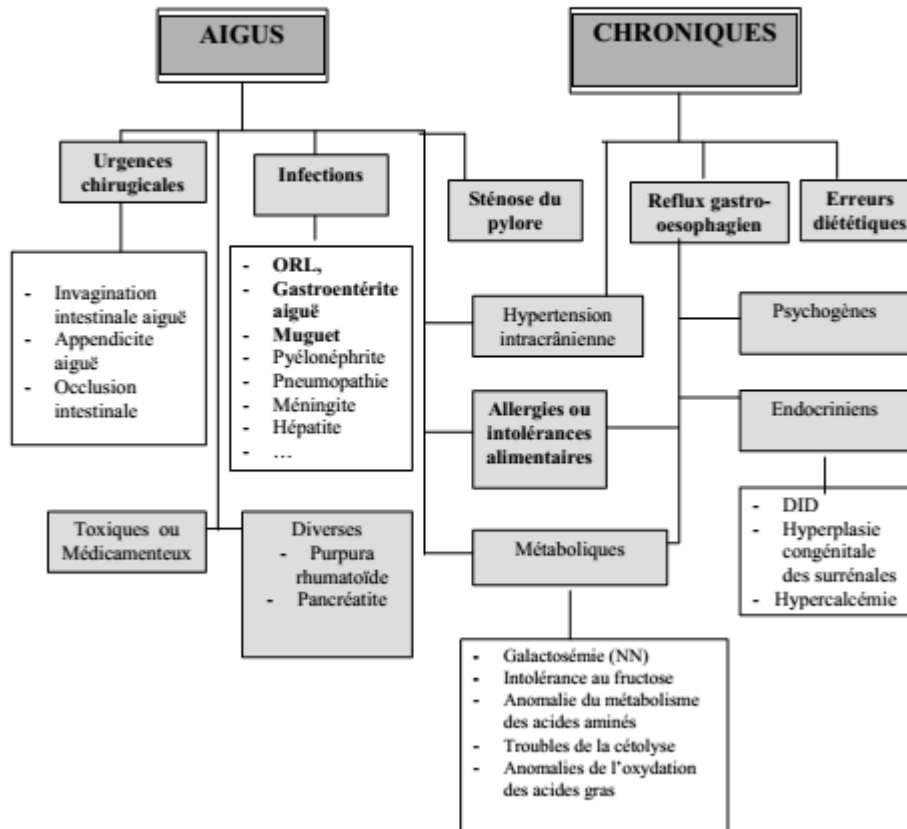 AIGUS
CHRONIQUES
Urgences
chirugicales
Infections
Sténose du
pylore
Reflux gastro-
oesophagien
Erreurs
diététiques
- Invagination
intestinale aiguë
- Appendicite
aiguë
- Occlusion
intestinale
- ORL,
- Gastroentérite
aiguë
- Muguet
- Pyélonéphrite
- Pneumopathie
- Méningite
- Hépatite
- …
Hypertension
intracrânienne
Psychogènes
Allergies ou
intolérances
alimentaires
Endocriniens
Toxiques ou
Médicamenteux
Diverses
- Purpura
rhumatoïde
- Pancréatite
Métaboliques
- DID
- Hyperplasie
congénitale
des surrénales
- Hypercalcémie
- Galactosémie (NN)
- Intolérance au fructose
- Anomalie du métabolisme
des acides aminés
- Troubles de la cétolyse
- Anomalies de l’oxydation
des acides gras